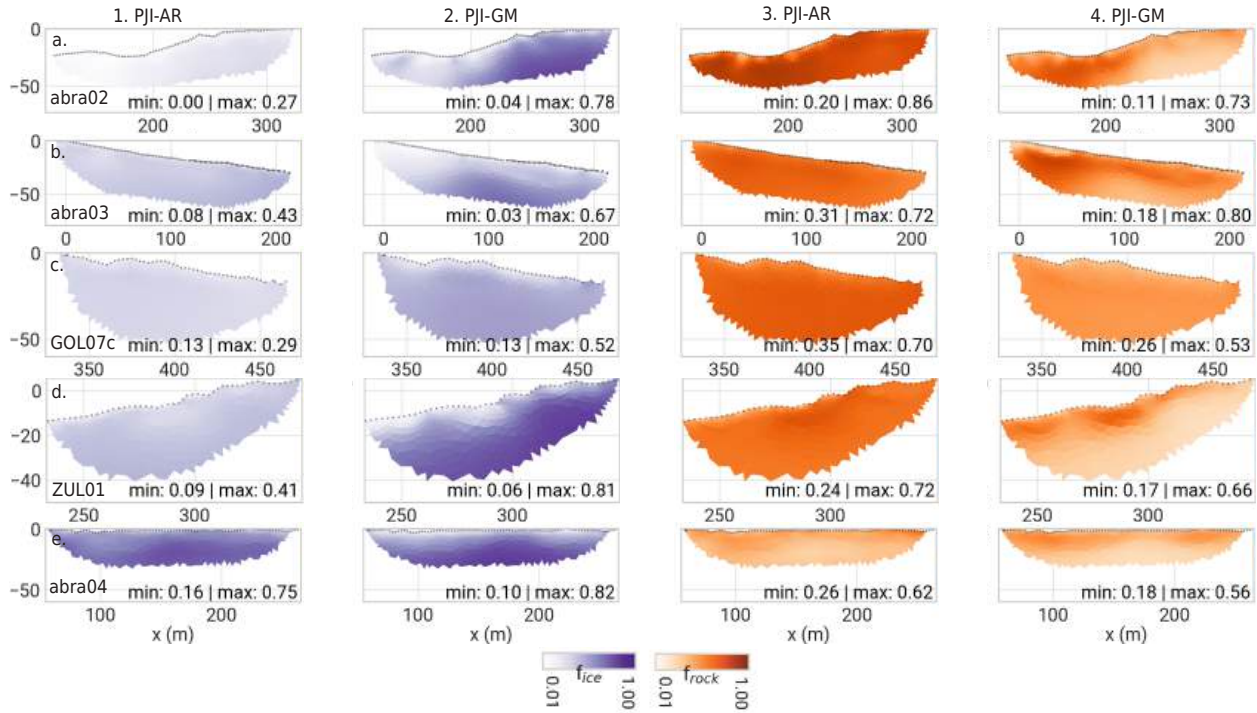 1. PJI-AR 2. PJI-GM 3. PJI-AR 4. PJI-GM
0
a.
−50
abra02 min: 0.00 | max: 0.27 min: 0.04 | max: 0.78 min: 0.20 | max: 0.86 min: 0.11 | max: 0.73
200 300 200 300 200 300 200 300
0
b.
−50
abra03 min: 0.08 | max: 0.43 min: 0.03 | max: 0.67 min: 0.31 | max: 0.72 min: 0.18 | max: 0.80
0 100 200 0 100 200 0 100 200 0 100 200
0
c.
−50
GOL07c min: 0.13 | max: 0.29 min: 0.13 | max: 0.52 min: 0.35 | max: 0.70 min: 0.26 | max: 0.53
350 400 450 350 400 450 350 400 450 350 400 450
0
d.
−20
−40
ZUL01 min: 0.09 | max: 0.41 min: 0.06 | max: 0.81 min: 0.24 | max: 0.72 min: 0.17 | max: 0.66
250 300 250 300 250 300 250 300
0
e.
−50
abra04 min: 0.16 | max: 0.75 min: 0.10 | max: 0.82 min: 0.26 | max: 0.62 min: 0.18 | max: 0.56
100 200 100 200 100 200 100 200
x (m) x (m) x (m) x (m)
0.01 fice 1.00 0.01 frock 1.00